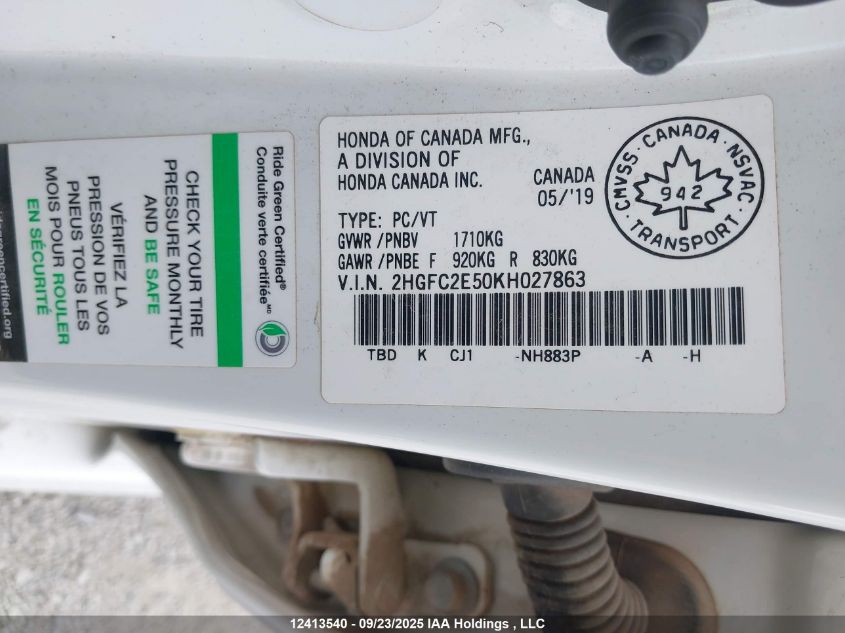 HONDA OF CANADA MFG.,
A DIVISION OF
HONDA CANADA INC.
CANADA
05/'19
TYPE: PC/VT
GVWR /PNBV 1710KG
GAWR /PNBE F 920KG R 830KG
V.I.N. 2HGFC2E50KH027863
TBD K CJ1 -NH883P -A -H
CMVSS · CANADA · NSVAC
942
· TRANSPORT ·
Ride Green Certified®
Conduite verte certifiée MD
CHECK YOUR TIRE
PRESSURE MONTHLY
AND BE SAFE
VÉRIFIEZ LA
PRESSION DE VOS
PNEUS TOUS LES
MOIS POUR ROULER
EN SÉCURITÉ
12413540 - 09/23/2025 IAA Holdings , LLC